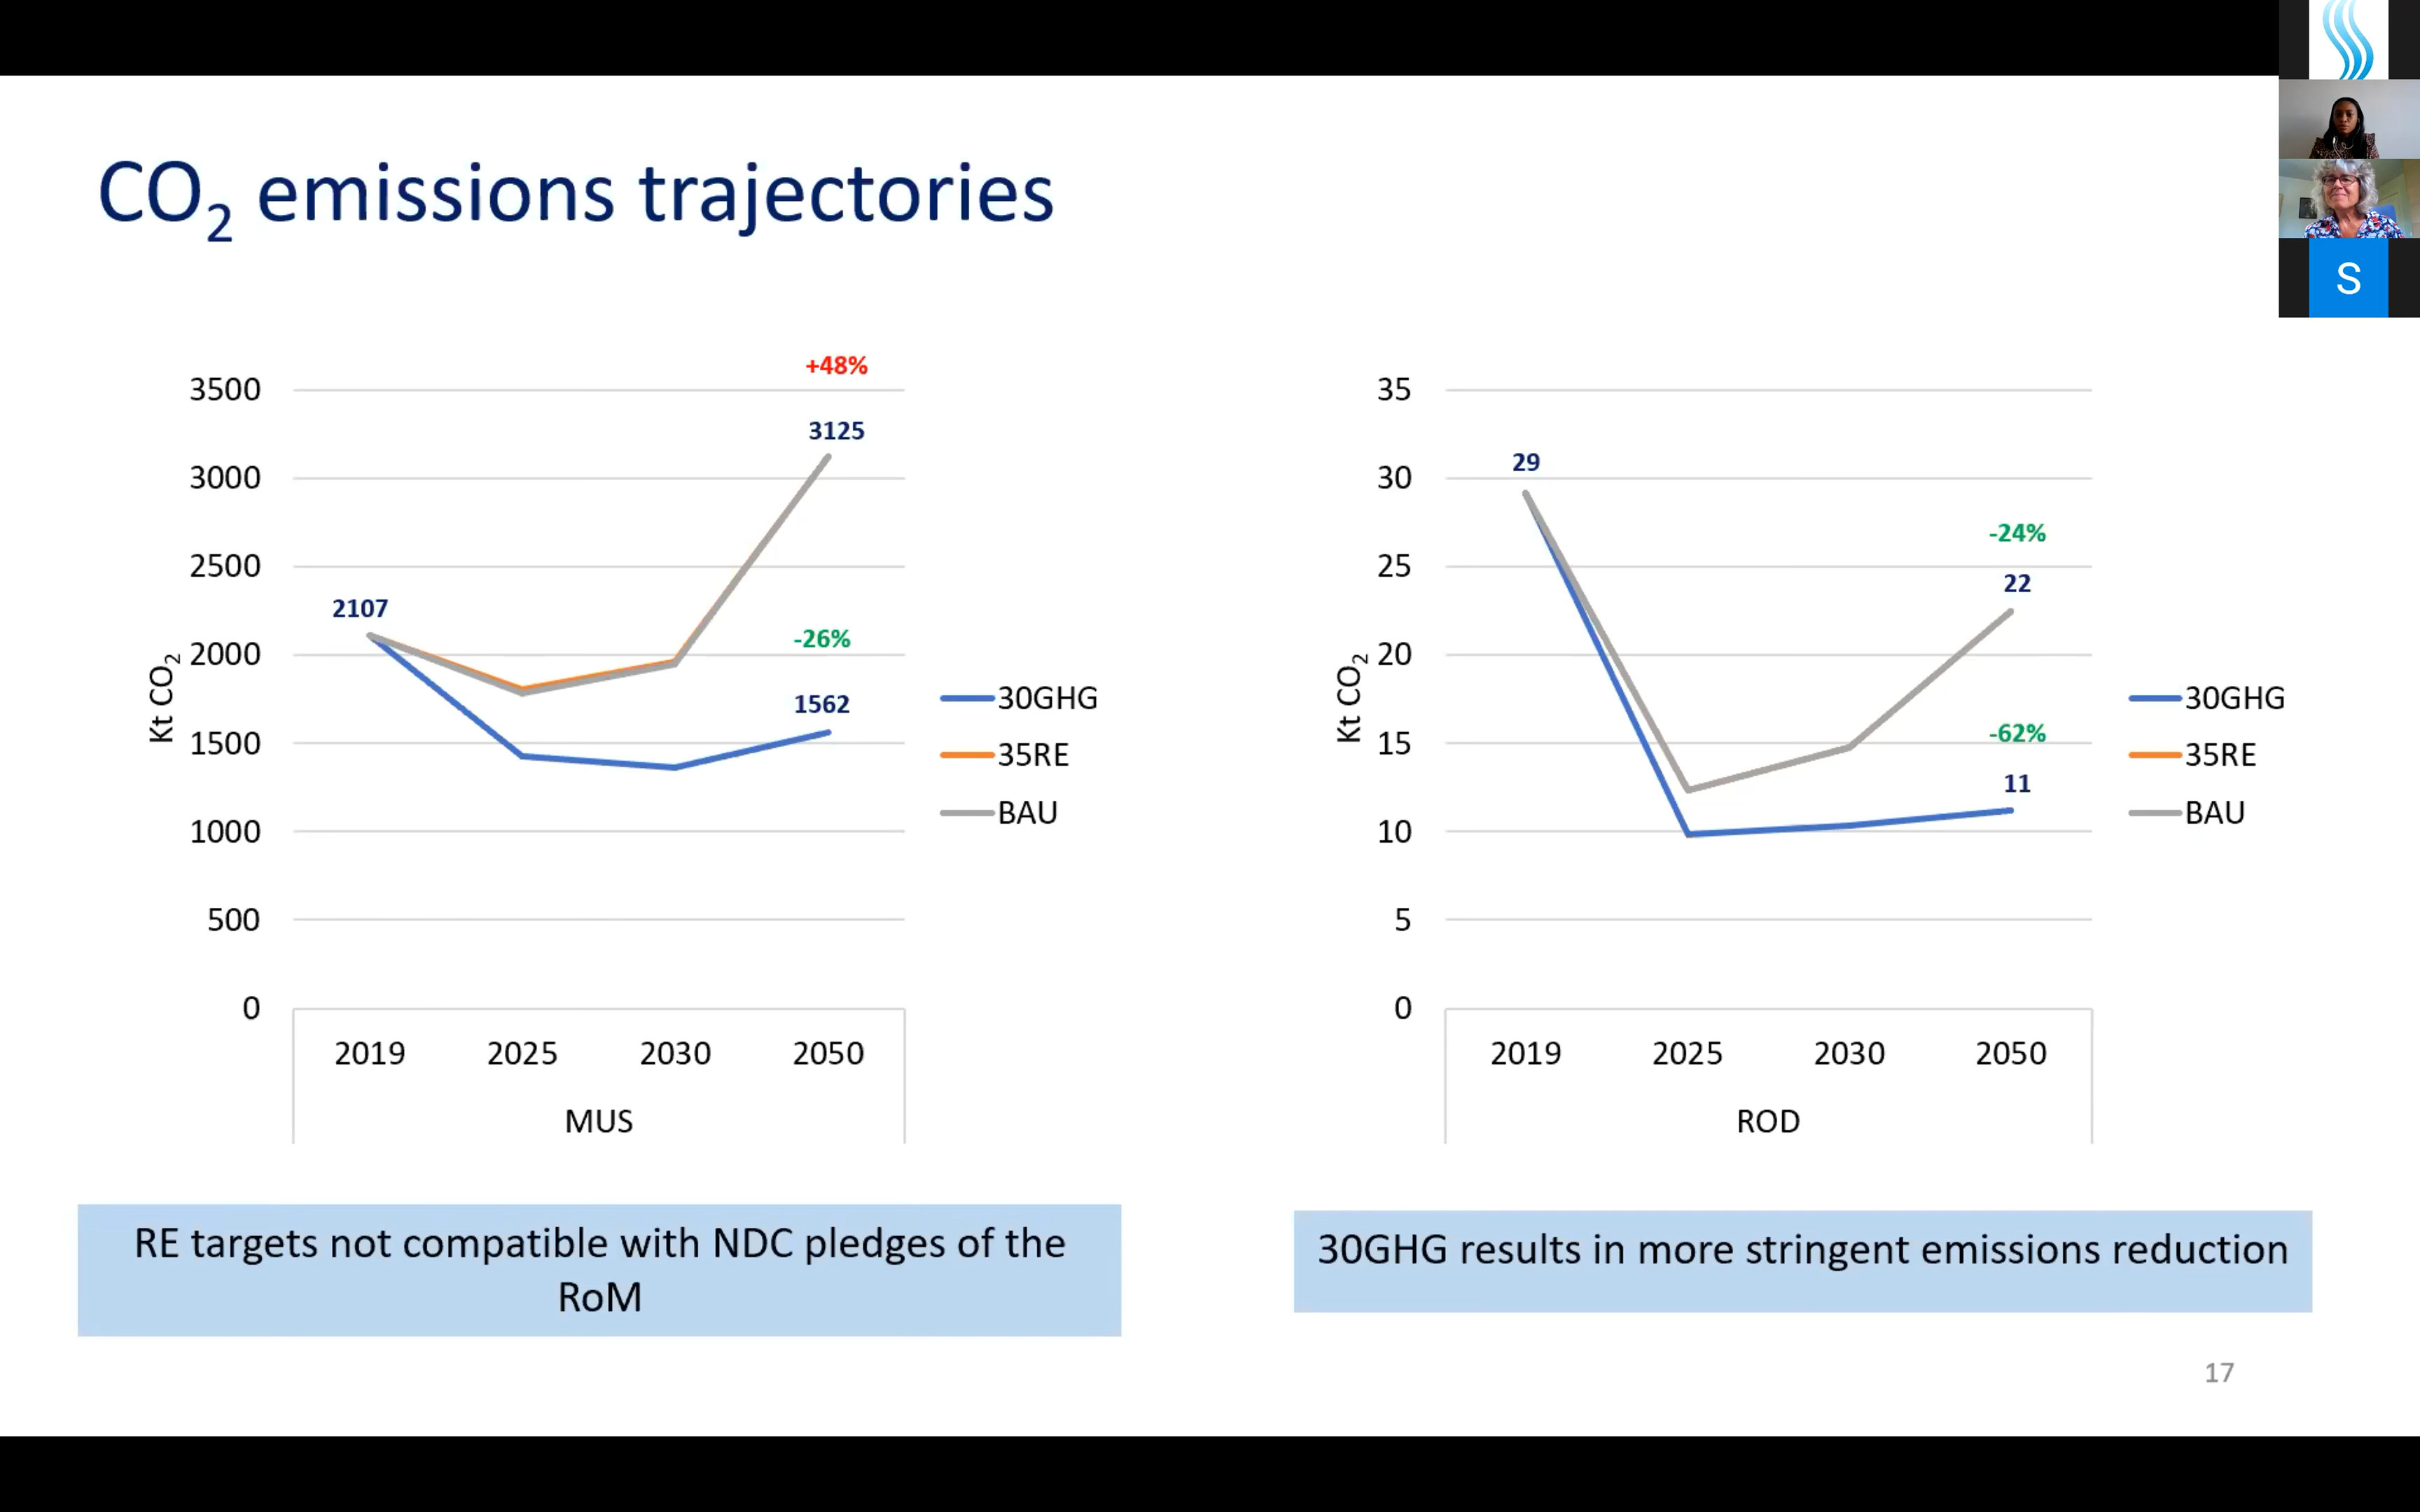 CO₂ emissions trajectories
S
+48%
3500
3125
3000
2500
2107
-26%
2000
1562
1500
1000
500
0
Kt CO₂
30GHG
35RE
BAU
2019 2025 2030 2050
MUS
35
29
30
-24%
25
22
20
-62%
15
11
10
5
0
Kt CO₂
30GHG
35RE
BAU
2019 2025 2030 2050
ROD
RE targets not compatible with NDC pledges of the
RoM
30GHG results in more stringent emissions reduction
17